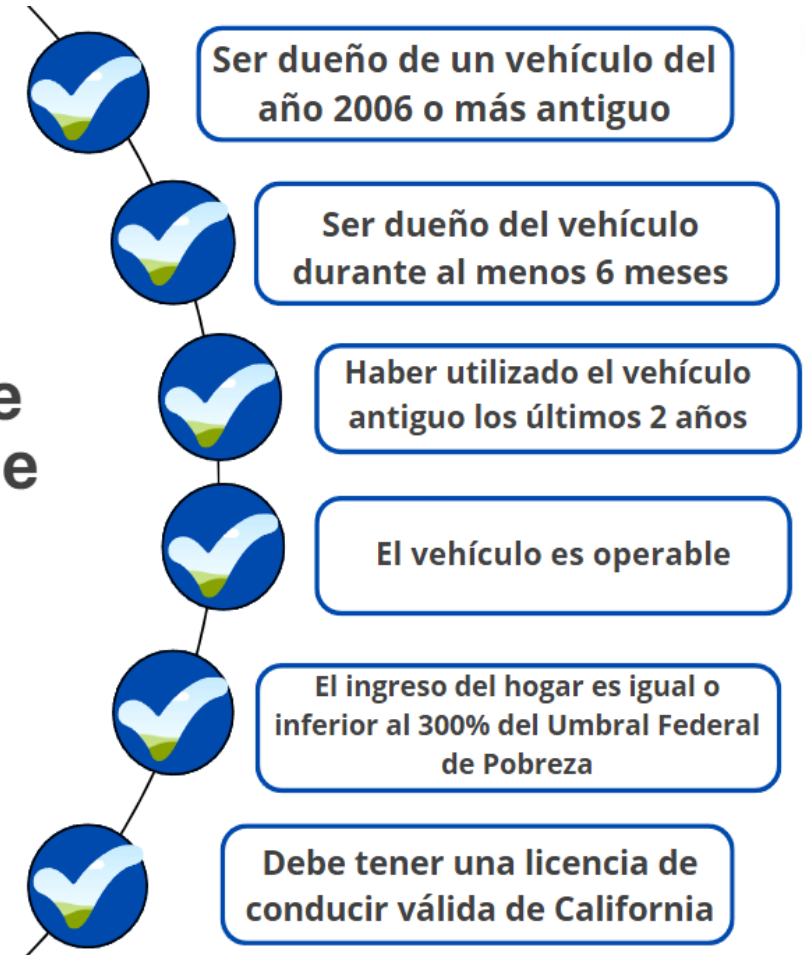 Ser dueño de un vehículo del
año 2006 o más antiguo
Ser dueño del vehículo
durante al menos 6 meses
Haber utilizado el vehículo
antiguo los últimos 2 años
e
e
El vehículo es operable
El ingreso del hogar es igual o
inferior al 300% del Umbral Federal
de Pobreza
Debe tener una licencia de
conducir válida de California